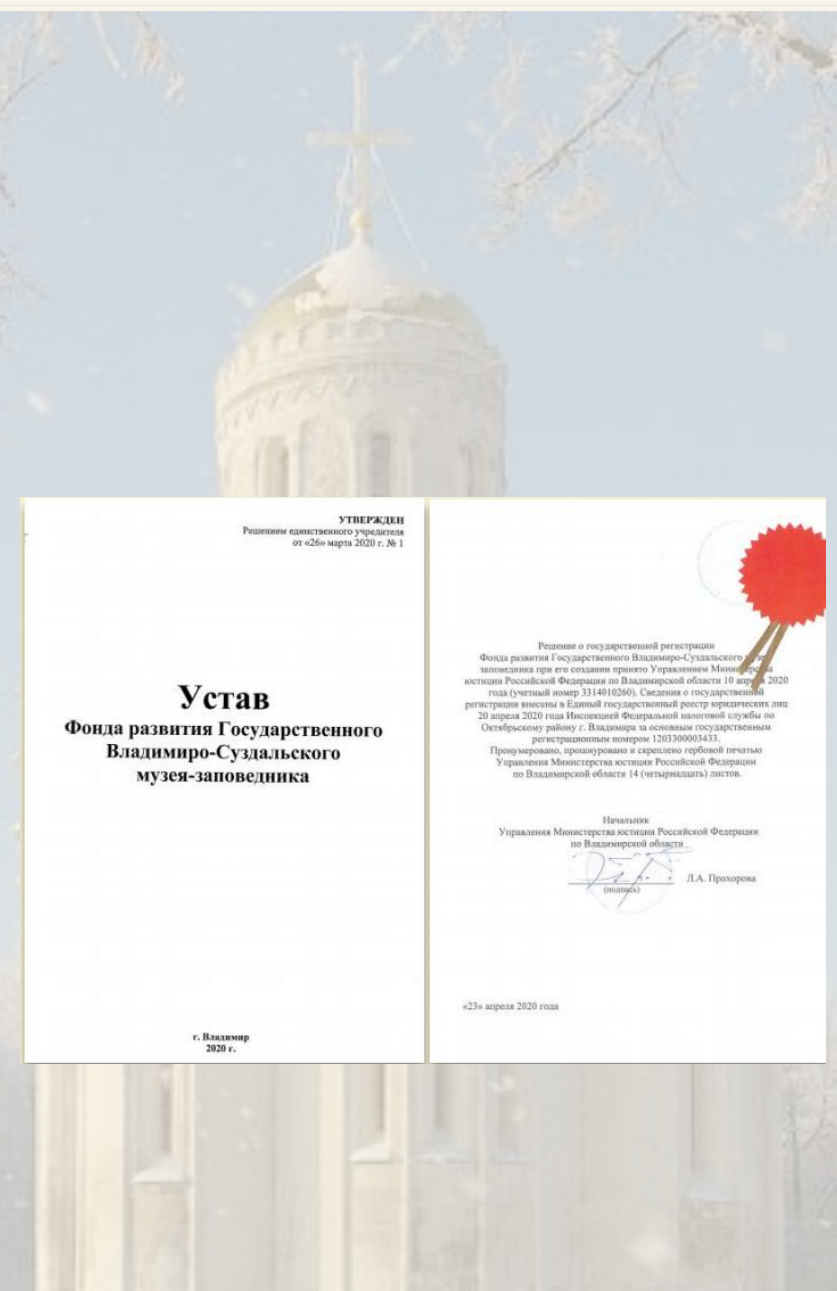 УТВЕРЖДЕН
Решением единственного учредителя
от «26» марта 2020 г. № 1
Устав
Фонда развития Государственного
Владимиро-Суздальского
музея-заповедника
г. Владимир
2020 г.
Решение о государственной регистрации
Фонда развития Государственного Владимиро-Суздальского
заповедника при его создании принято Управлением Министерства
юстиции Российской Федерации по Владимирской области 10 апреля 2020
года (учетный номер 3314010260). Сведения о государственной
регистрации внесены в Единый государственный реестр юридических лиц
20 апреля 2020 года Инспекцией Федеральной налоговой службы по
Октябрьскому району г. Владимира за основным государственным
регистрационным номером 1203300003433.
Пронумеровано, прошнуровано и скреплено гербовой печатью
Управления Министерства юстиции Российской Федерации
по Владимирской области 14 (четырнадцать) листов.
Начальник
Управления Министерства юстиции Российской Федерации
по Владимирской области
Л.А. Прохорова
(подпись)
«23» апреля 2020 года